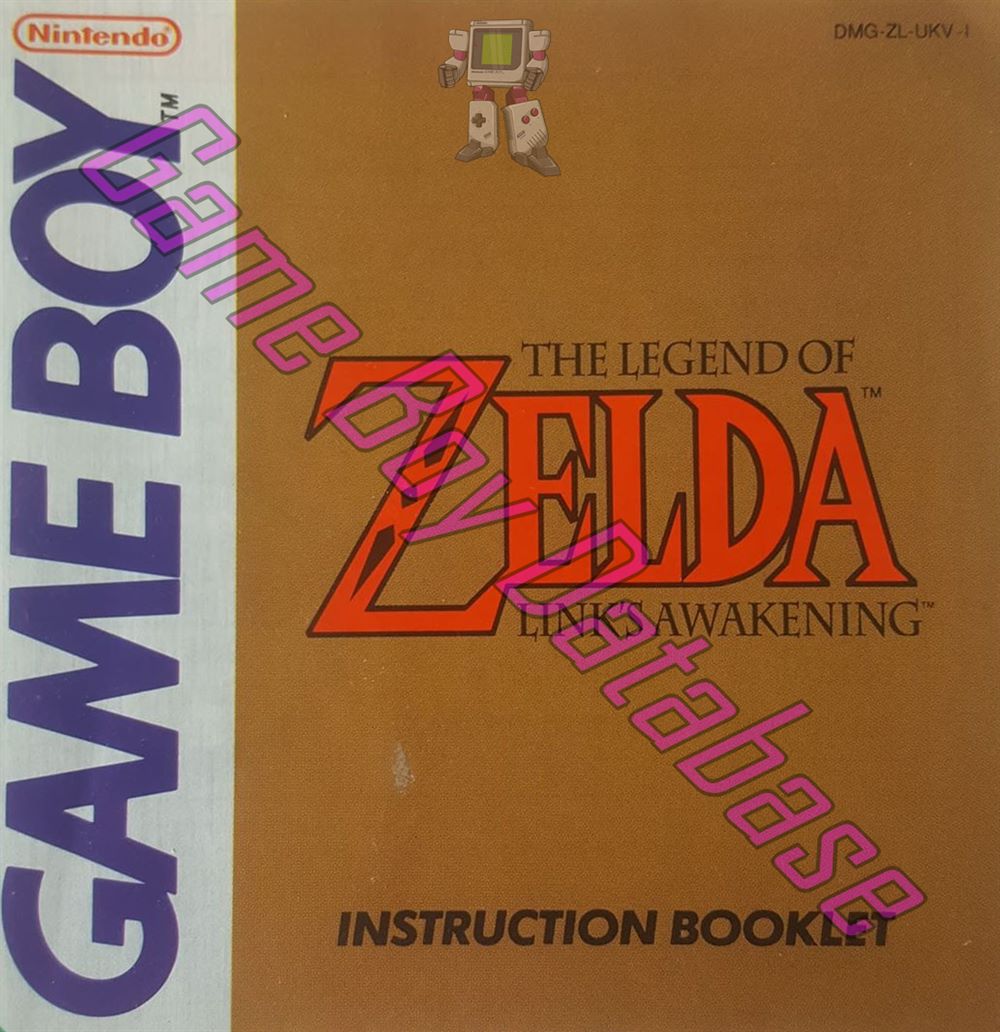 Nintendo
DMG-ZL-UKV-1
GAME BOY™
THE LEGEND OF
ZELDA™
LINK'S AWAKENING™
INSTRUCTION BOOKLET
Game Boy Database